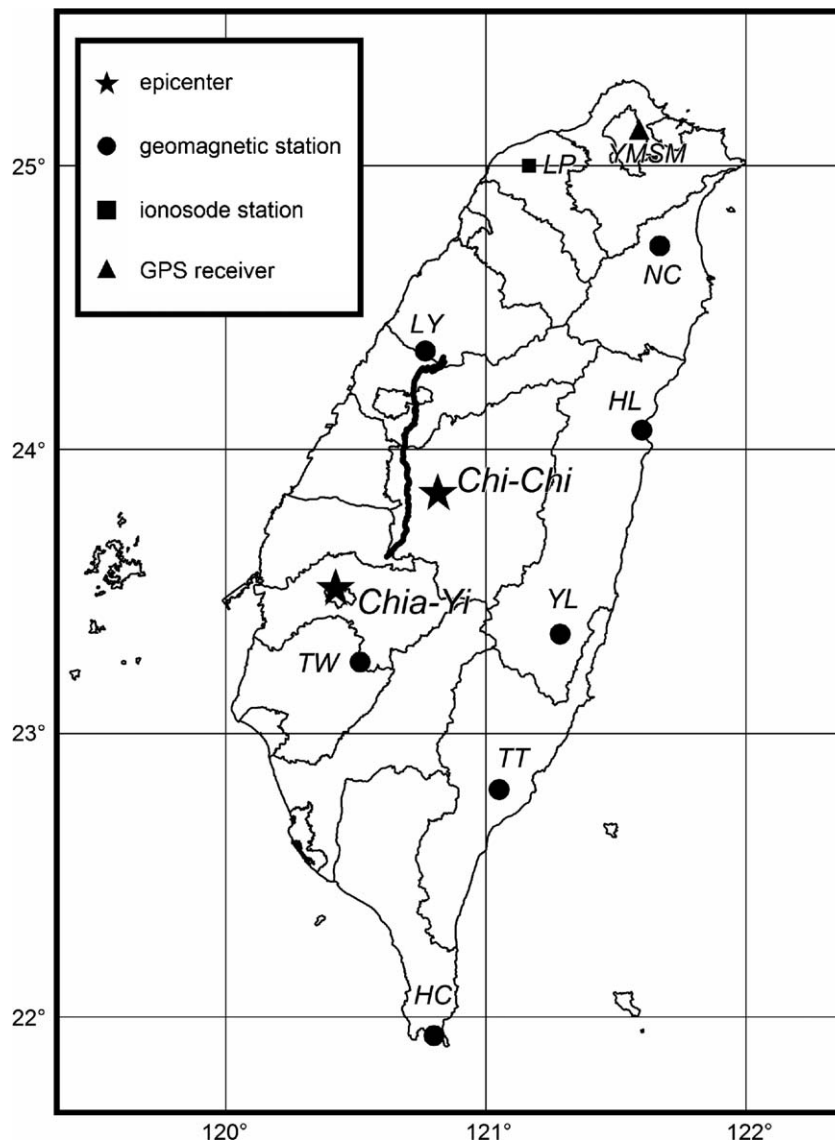 epicenter
geomagnetic station
ionosode station
GPS receiver
YMSM
25°
LP
NC
LY
HL
24°
Chi-Chi
Chia-Yi
YL
TW
23°
TT
HC
22°
120°
121°
122°